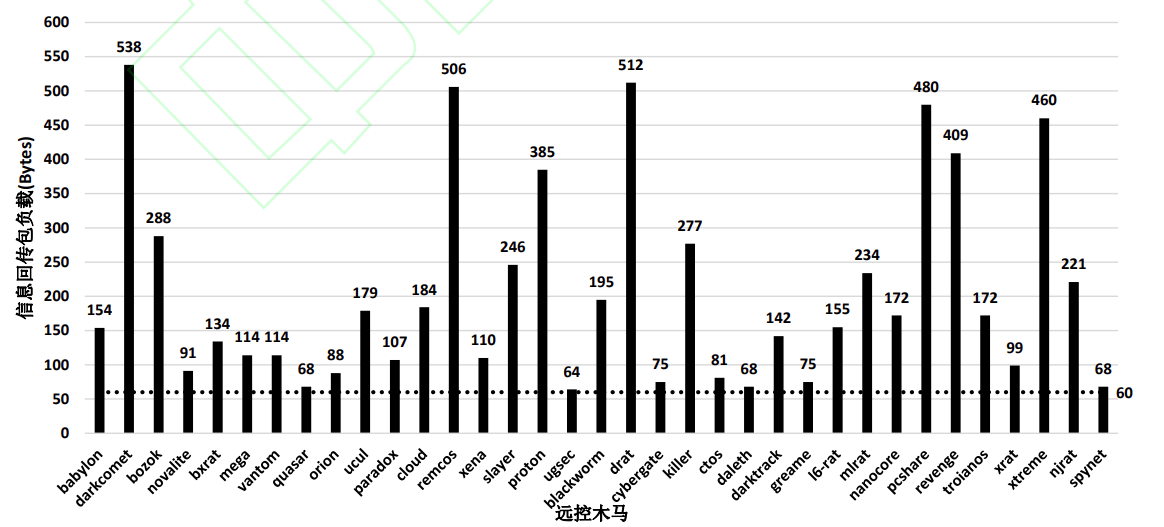 600
550
500
450
400
350
300
250
200
150
100
50
0
信息回传包负载(Bytes)
154
538
288
91
134
114
114
68
88
179
107
184
506
110
246
385
64
195
512
75
277
81
68
142
75
155
234
172
480
409
172
99
460
221
68
60
babylon
darkcomet
bozok
novalite
bxrat
mega
vantom
quasar
orion
ucul
paradox
cloud
remcos
xena
slayer
proton
ugsec
blackworm
drat
cybergate
killer
ctos
daleth
darktrack
greame
l6-rat
mlrat
nanocore
pcshare
revenge
troianos
xrat
xtreme
njrat
spynet
远控木马